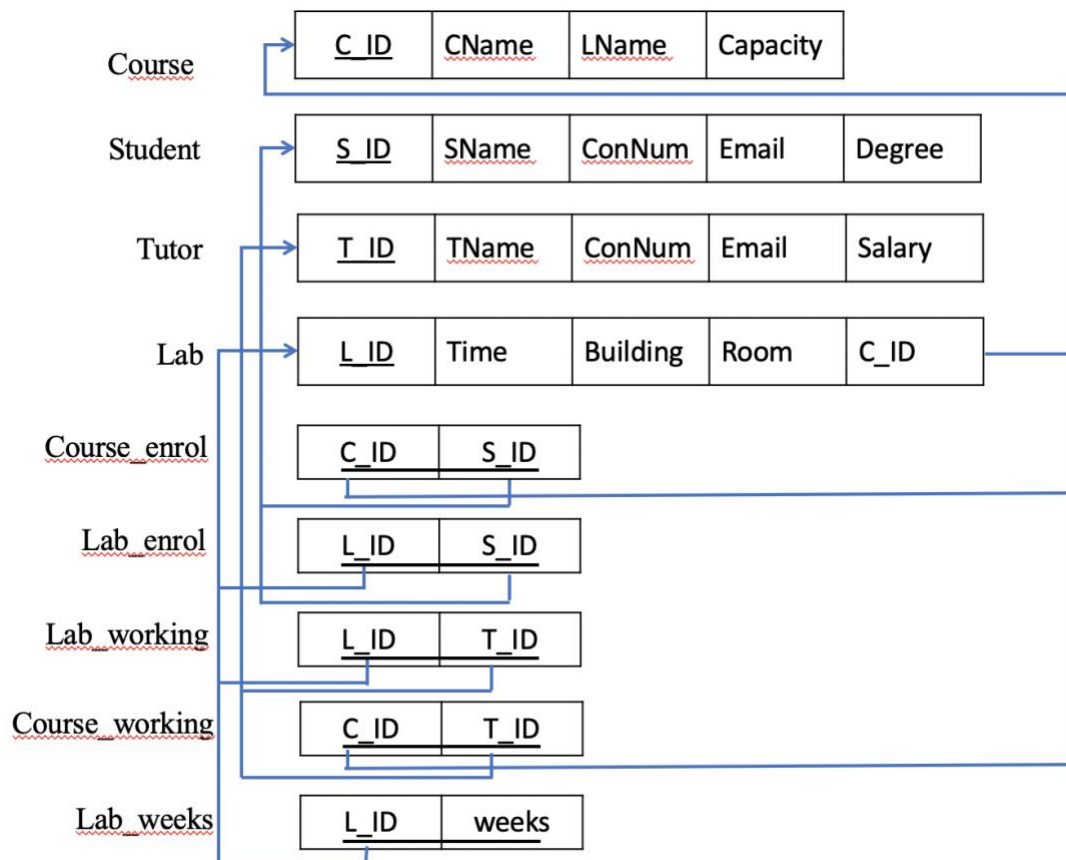 Course C_ID CName LName Capacity
Student S_ID SName ConNum Email Degree
Tutor T_ID TName ConNum Email Salary
Lab L_ID Time Building Room C_ID
Course_enrol C_ID S_ID
Lab_enrol L_ID S_ID
Lab_working L_ID T_ID
Course_working C_ID T_ID
Lab_weeks L_ID weeks